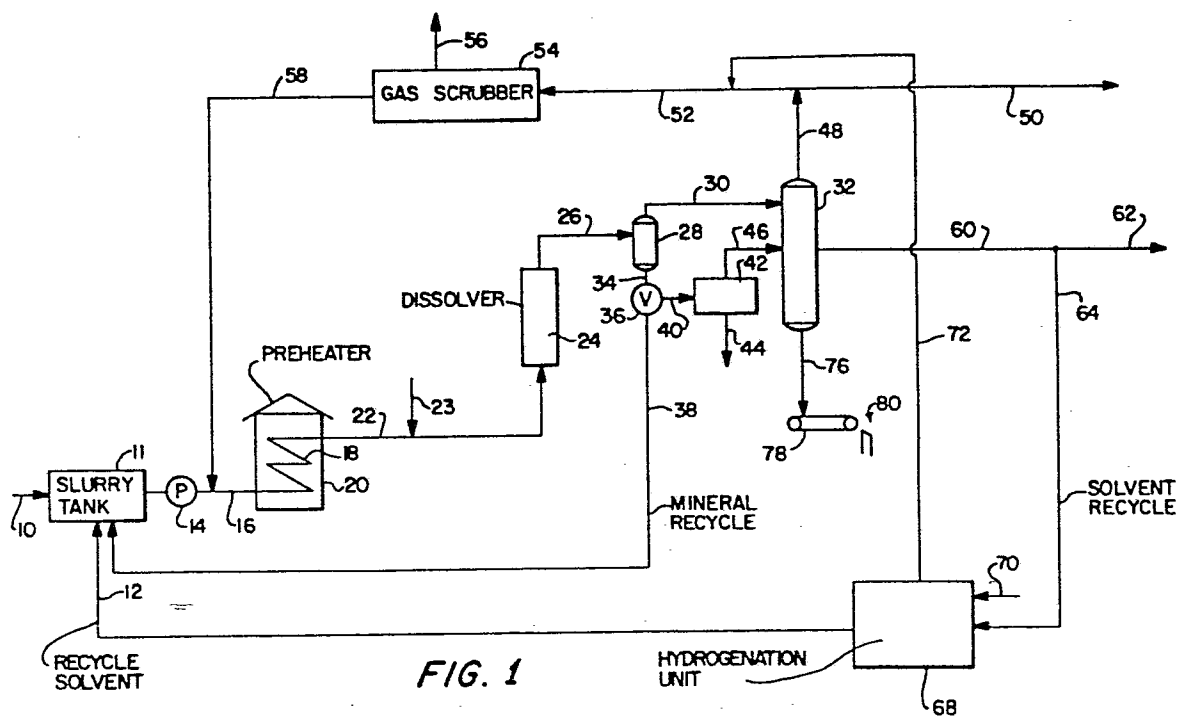 56
54
58
GAS SCRUBBER
52
50
48
30
32
26
28
46
60
62
34
42
DISSOLVER
V
36
40
24
44
64
72
PREHEATER
76
22
23
38
80
78
18
11
SLURRY
TANK
P
20
10
14
16
MINERAL
RECYCLE
SOLVENT
RECYCLE
12
70
RECYCLE
SOLVENT
FIG. 1
HYDROGENATION
UNIT
68